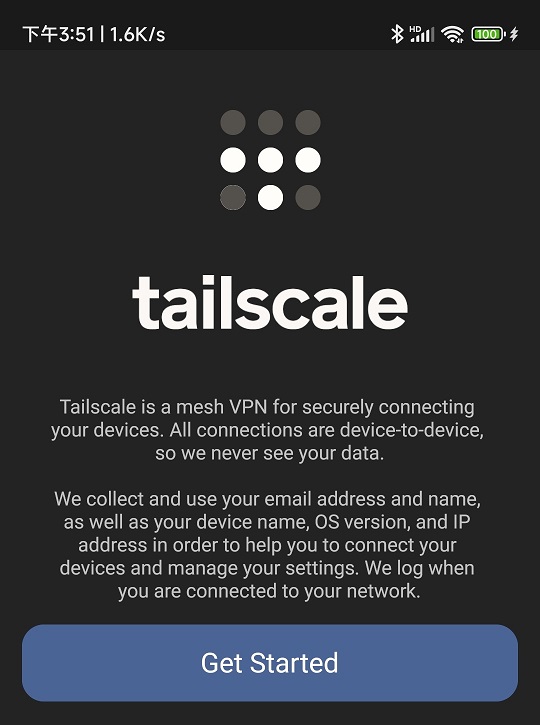 下午3:51 | 1.6K/s
HD
100
tailscale
Tailscale is a mesh VPN for securely connecting
your devices. All connections are device-to-device,
so we never see your data.
We collect and use your email address and name,
as well as your device name, OS version, and IP
address in order to help you to connect your
devices and manage your settings. We log when
you are connected to your network.
Get Started